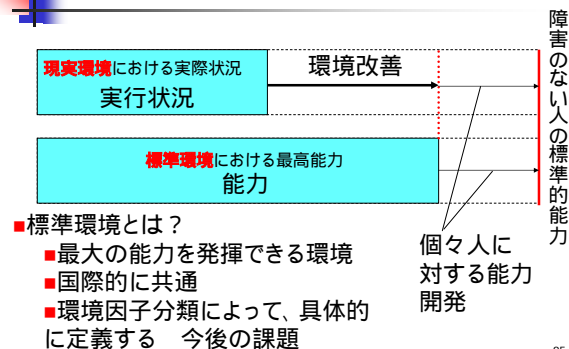 現実環境における実際状況
実行状況
環境改善
標準環境における最高能力
能力
障害のない人の標準的能力
■標準環境とは？
■最大の能力を発揮できる環境
■国際的に共通
■環境因子分類によって、具体的
に定義する　今後の課題
個々人に
対する能力
開発